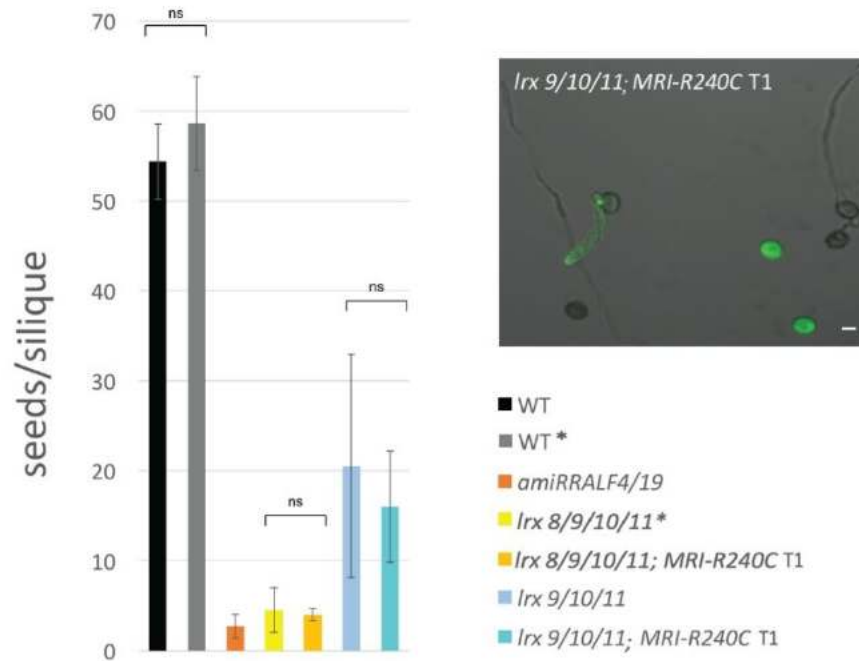 70
60
50
40
30
20
10
0
seeds/silique
ns
ns
ns
lrx 9/10/11; MRI-R240C T1
WT
WT *
amiRRALF4/19
lrx 8/9/10/11*
lrx 8/9/10/11; MRI-R240C T1
lrx 9/10/11
lrx 9/10/11; MRI-R240C T1